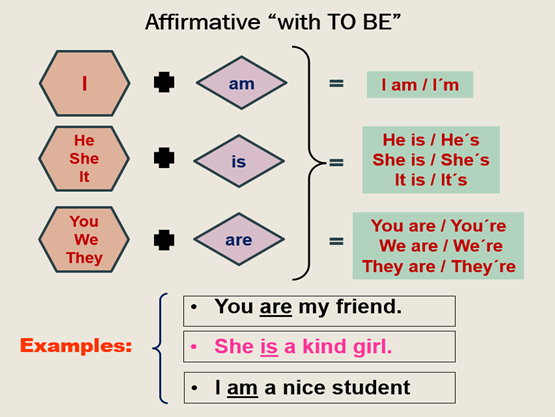 Affirmative “with TO BE”
I
am
=
I am / I´m
He
She
It
is
=
He is / He´s
She is / She´s
It is / It´s
You
We
They
are
=
You are / You´re
We are / We´re
They are / They´re
Examples:
• You are my friend.
• She is a kind girl.
• I am a nice student